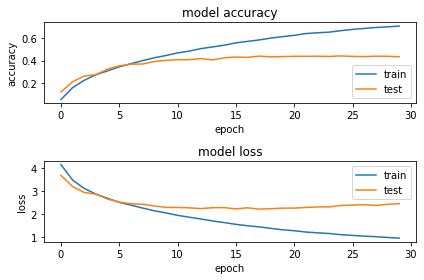 model accuracy
accuracy
0.6
0.4
0.2
0 5 10 15 20 25 30
epoch
train
test
model loss
loss
4
3
2
1
0 5 10 15 20 25 30
epoch
train
test